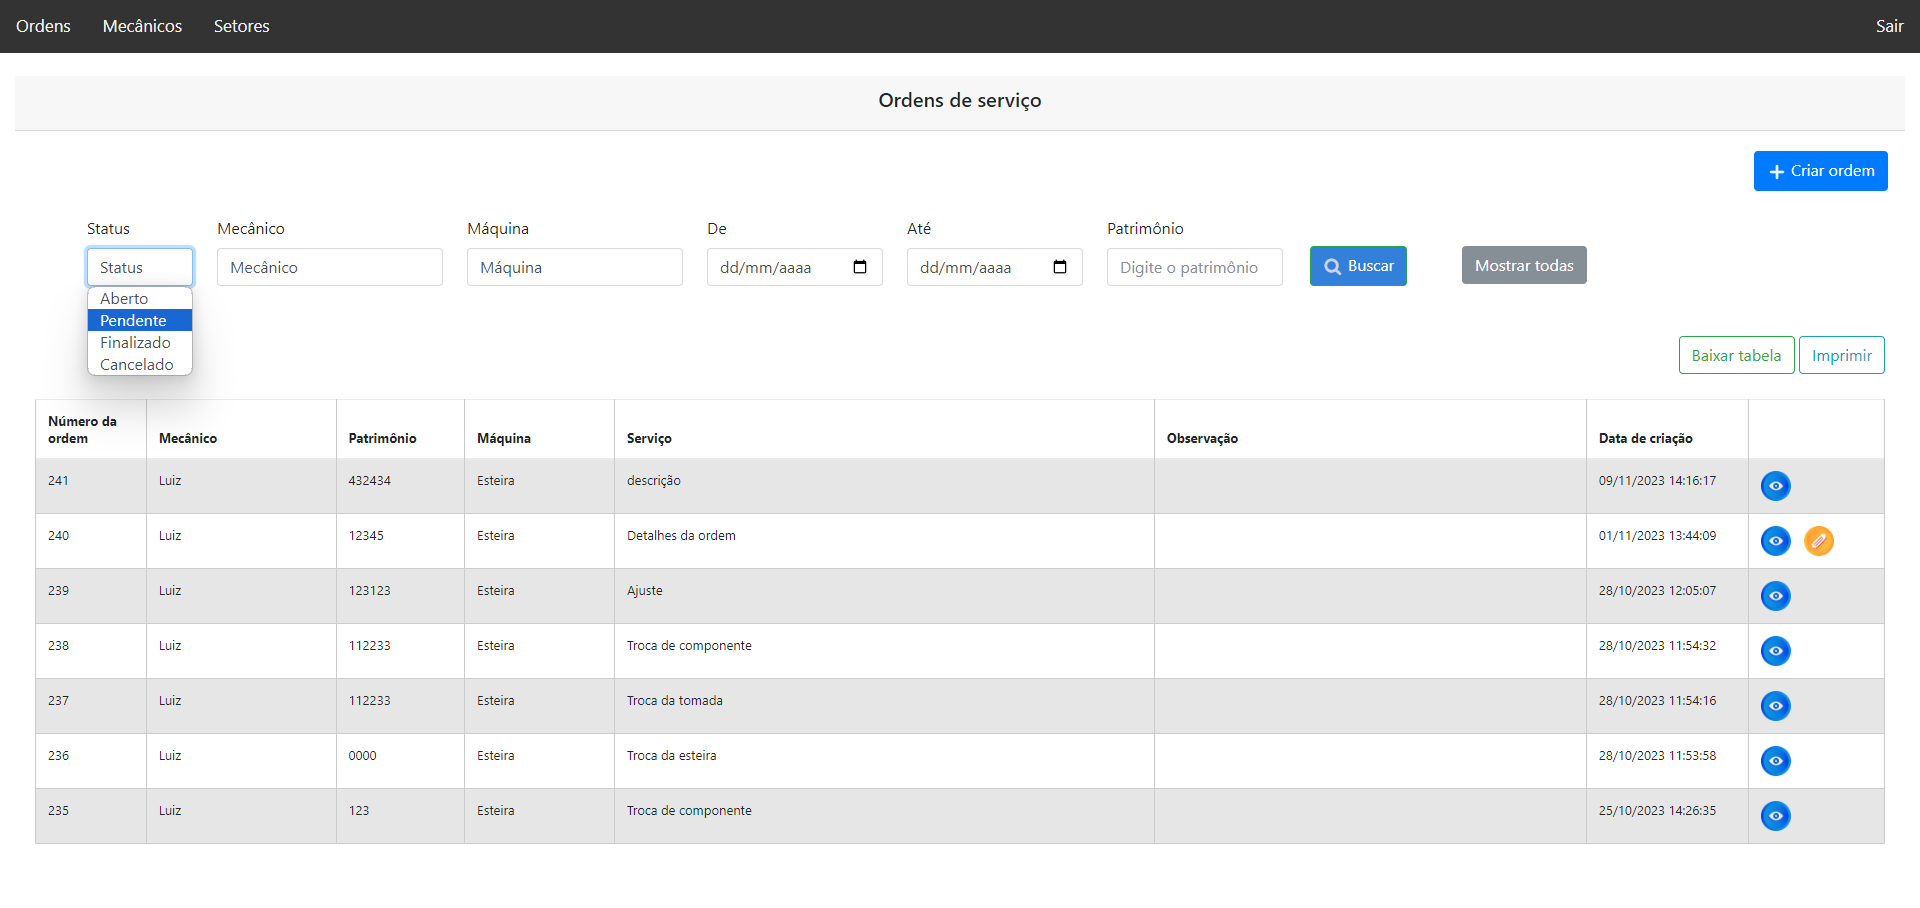 Ordens Mecânicos Setores Sair
Ordens de serviço
Criar ordem
Status Mecânico Máquina De Até Patrimônio
Status Mecânico Máquina dd/mm/aaaa dd/mm/aaaa Digite o patrimônio Buscar Mostrar todas
Aberto
Pendente
Finalizado
Cancelado
Baixar tabela Imprimir
Número da
ordem Mecânico Patrimônio Máquina Serviço Observação Data de criação
241 Luiz 432434 Esteira descrição 09/11/2023 14:16:17
240 Luiz 12345 Esteira Detalhes da ordem 01/11/2023 13:44:09
239 Luiz 123123 Esteira Ajuste 28/10/2023 12:05:07
238 Luiz 112233 Esteira Troca de componente 28/10/2023 11:54:32
237 Luiz 112233 Esteira Troca da tomada 28/10/2023 11:54:16
236 Luiz 0000 Esteira Troca da esteira 28/10/2023 11:53:58
235 Luiz 123 Esteira Troca de componente 25/10/2023 14:26:35